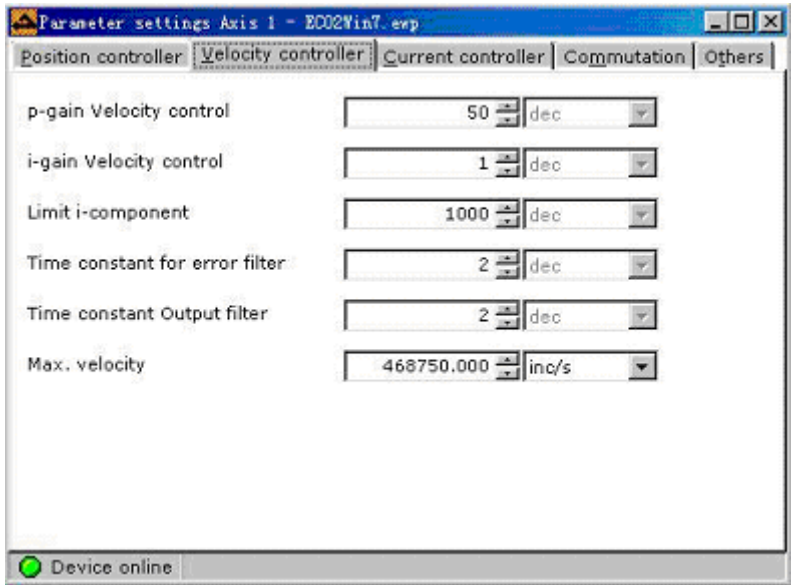 Parameter settings Axis 1 - ECO2Win7.ewp
Position controller Velocity controller Current controller Commutation Others
p-gain Velocity control 50 dec
i-gain Velocity control 1 dec
Limit i-component 1000 dec
Time constant for error filter 2 dec
Time constant Output filter 2 dec
Max. velocity 468750.000 inc/s
Device online